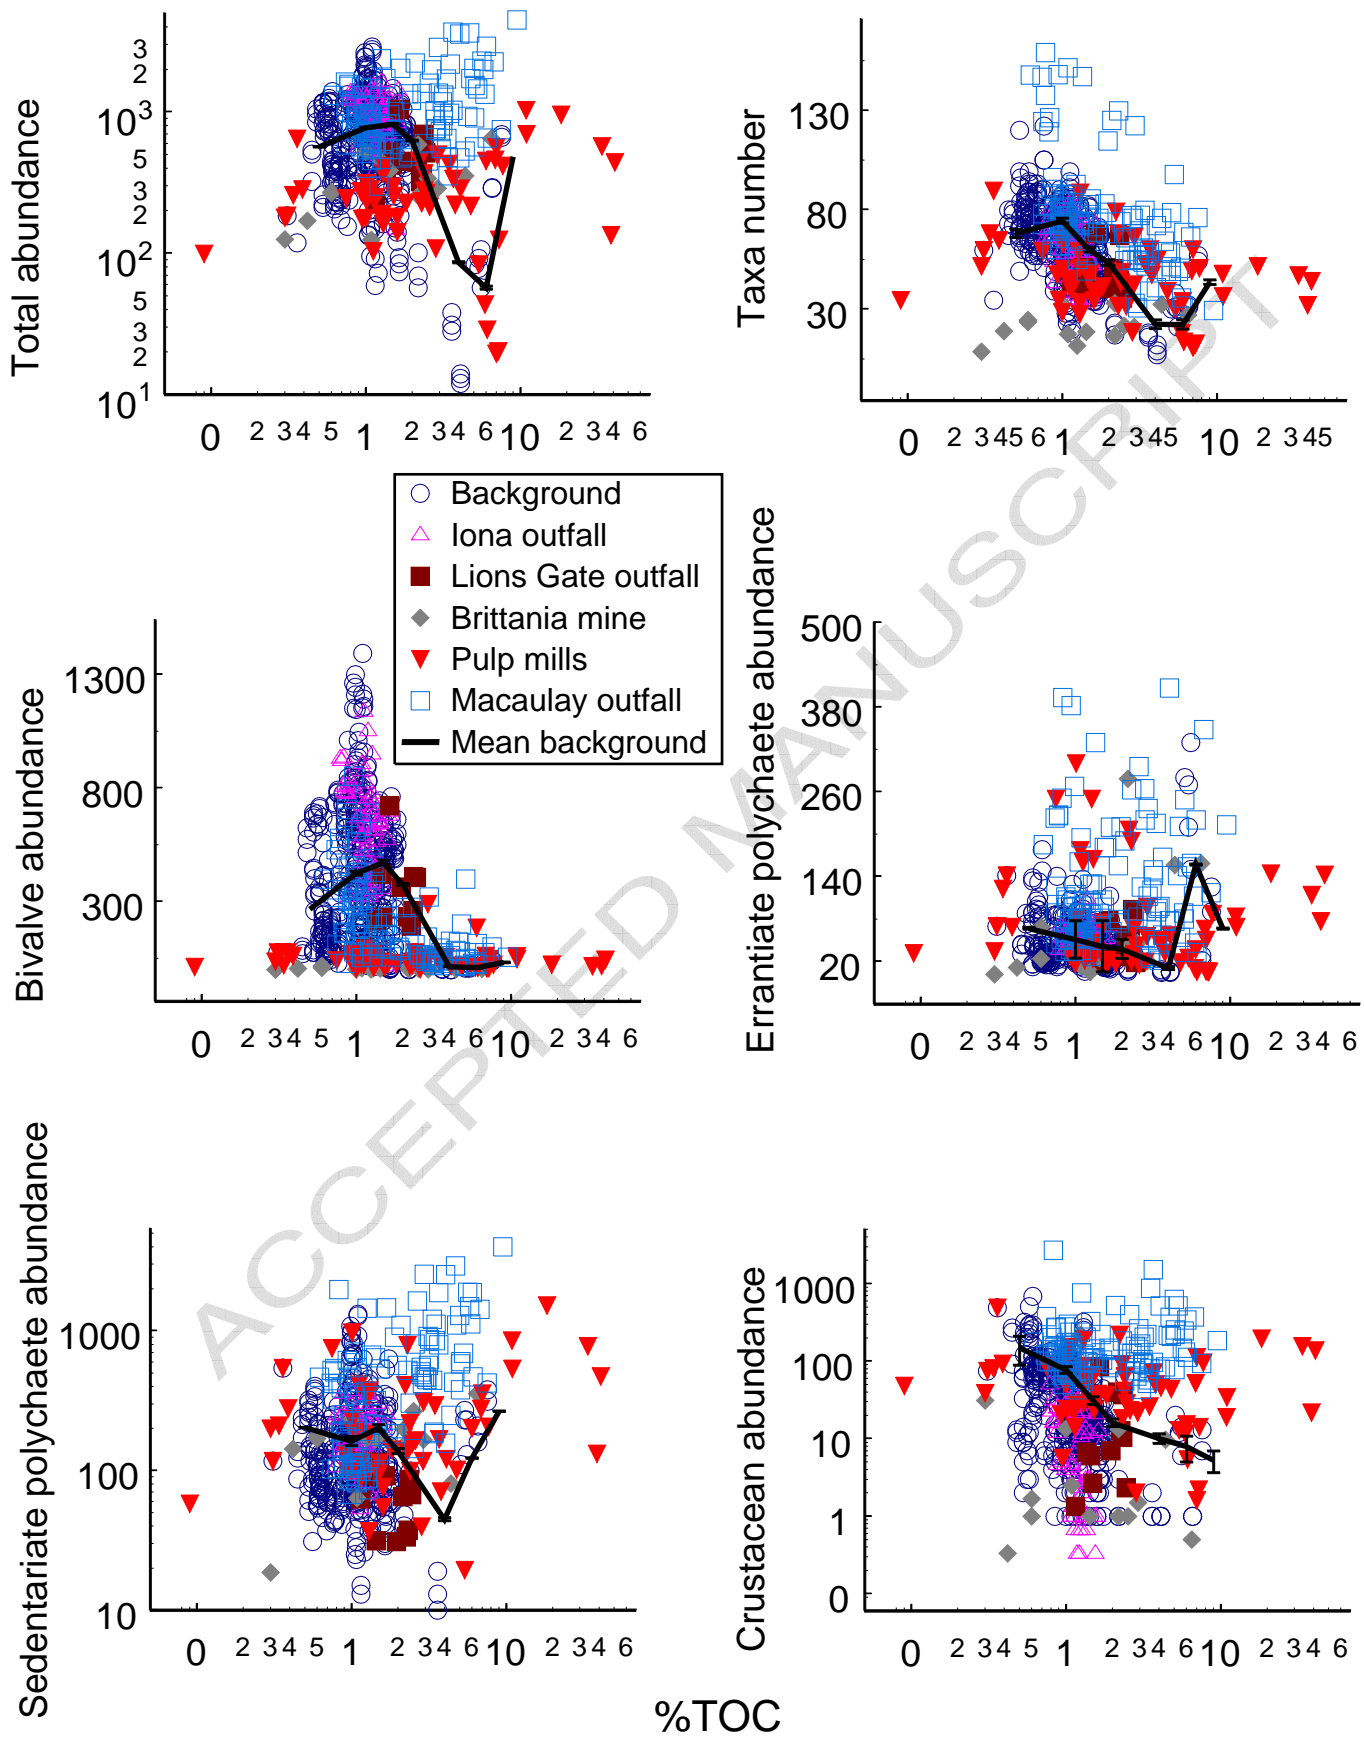 Total abundance
3
2
10^3
5
3
2
10^2
5
3
2
10^1
0 2 3 4 5 1 2 3 4 6 10 2 3 4 6
Taxa number
130
80
30
0 2 3 4 5 6 1 2 3 4 5 10 2 3 4 5
Background
Iona outfall
Lions Gate outfall
Brittania mine
Pulp mills
Macaulay outfall
Mean background
Bivalve abundance
1300
800
300
0 2 3 4 5 1 2 3 4 6 10 2 3 4 6
Errantiate polychaete abundance
500
380
260
140
20
0 2 3 4 5 1 2 3 4 6 10 2 3 4 6
Sedentariate polychaete abundance
1000
100
10
0 2 3 4 5 1 2 3 4 6 10 2 3 4 6
Crustacean abundance
1000
100
10
1
0
0 2 3 4 5 1 2 3 4 6 10 2 3 4 6
%TOC
ACCEPTED MANUSCRIPT